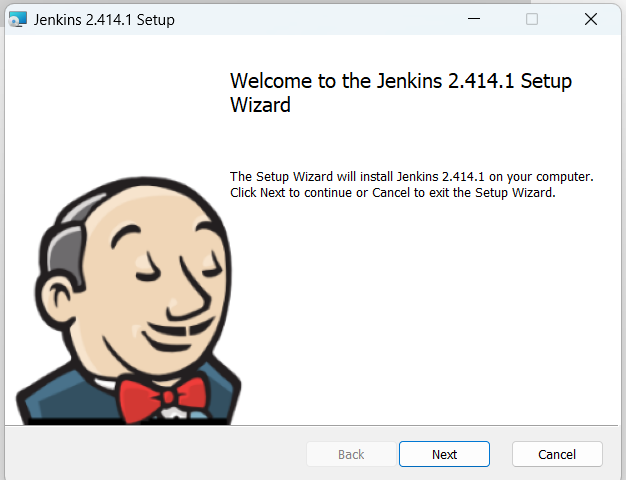 Jenkins 2.414.1 Setup
Welcome to the Jenkins 2.414.1 Setup
Wizard
The Setup Wizard will install Jenkins 2.414.1 on your computer.
Click Next to continue or Cancel to exit the Setup Wizard.
Back
Next
Cancel